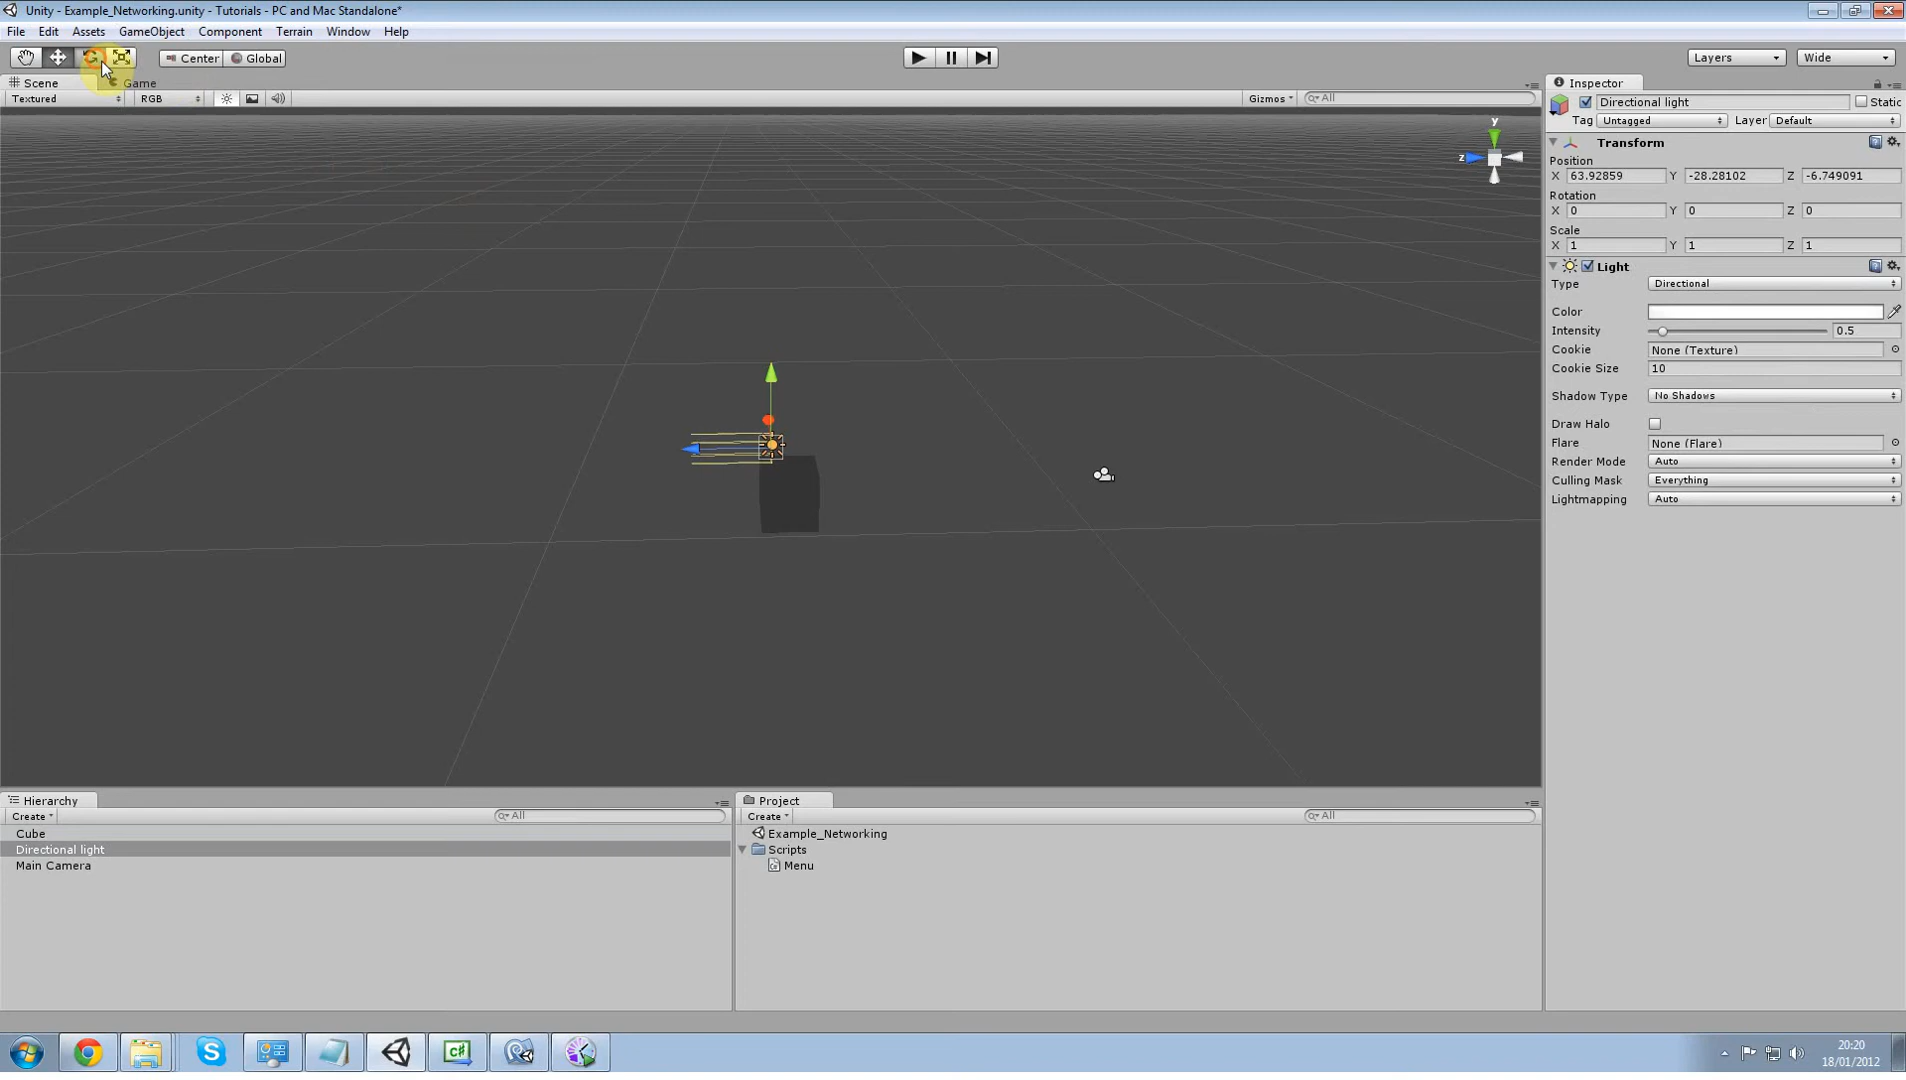 Unity - Example_Networking.unity - Tutorials - PC and Mac Standalone*
File Edit Assets GameObject Component Terrain Window Help
Center Global Layers Wide
Scene Game Inspector
Textured RGB Gizmos All
Directional light Static
Tag Untagged Layer Default
y
z
Transform
Position
X 63.92859 Y -28.28102 Z -6.749091
Rotation
X 0 Y 0 Z 0
Scale
X 1 Y 1 Z 1
Light
Type Directional
Color
Intensity 0.5
Cookie None (Texture)
Cookie Size 10
Shadow Type No Shadows
Draw Halo
Flare None (Flare)
Render Mode Auto
Culling Mask Everything
Lightmapping Auto
Hierarchy
Create All
Cube
Directional light
Main Camera
Project
Create All
Example_Networking
Scripts
Menu
C#
20:20
18/01/2012